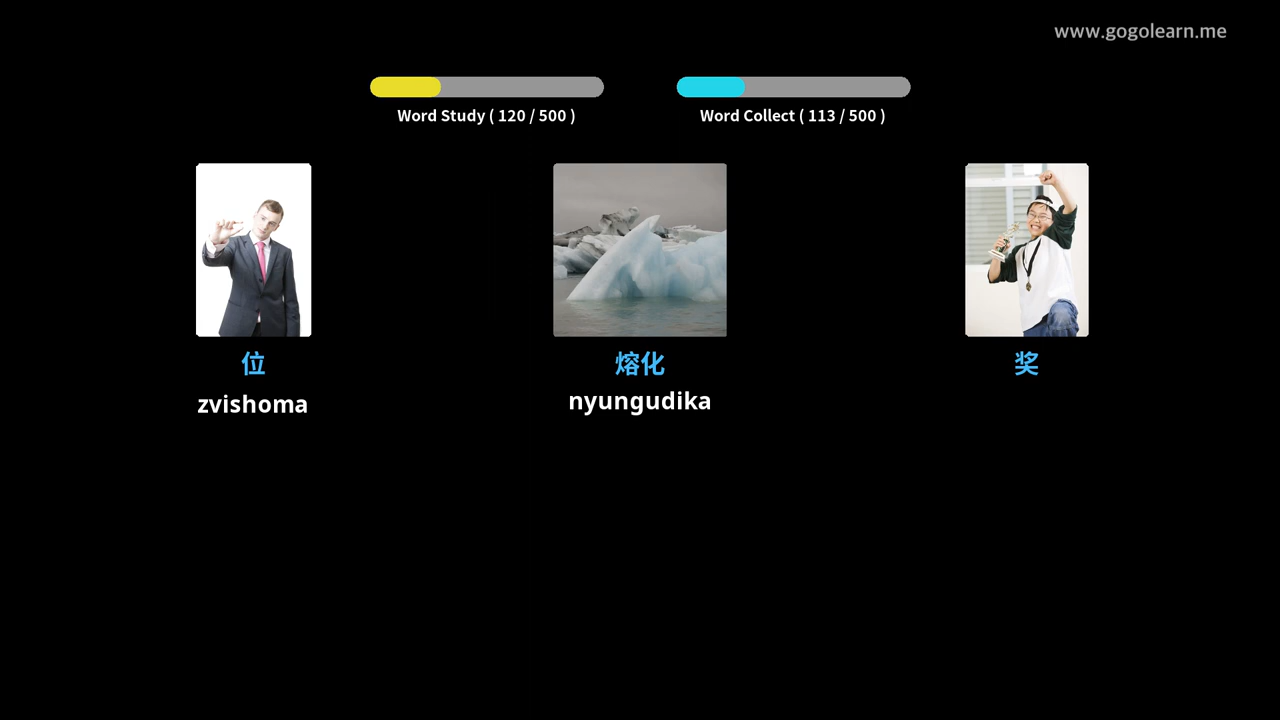 www.gogolearn.me
Word Study ( 120 / 500 )
Word Collect ( 113 / 500 )
位
熔化
奖
zvishoma
nyungudika